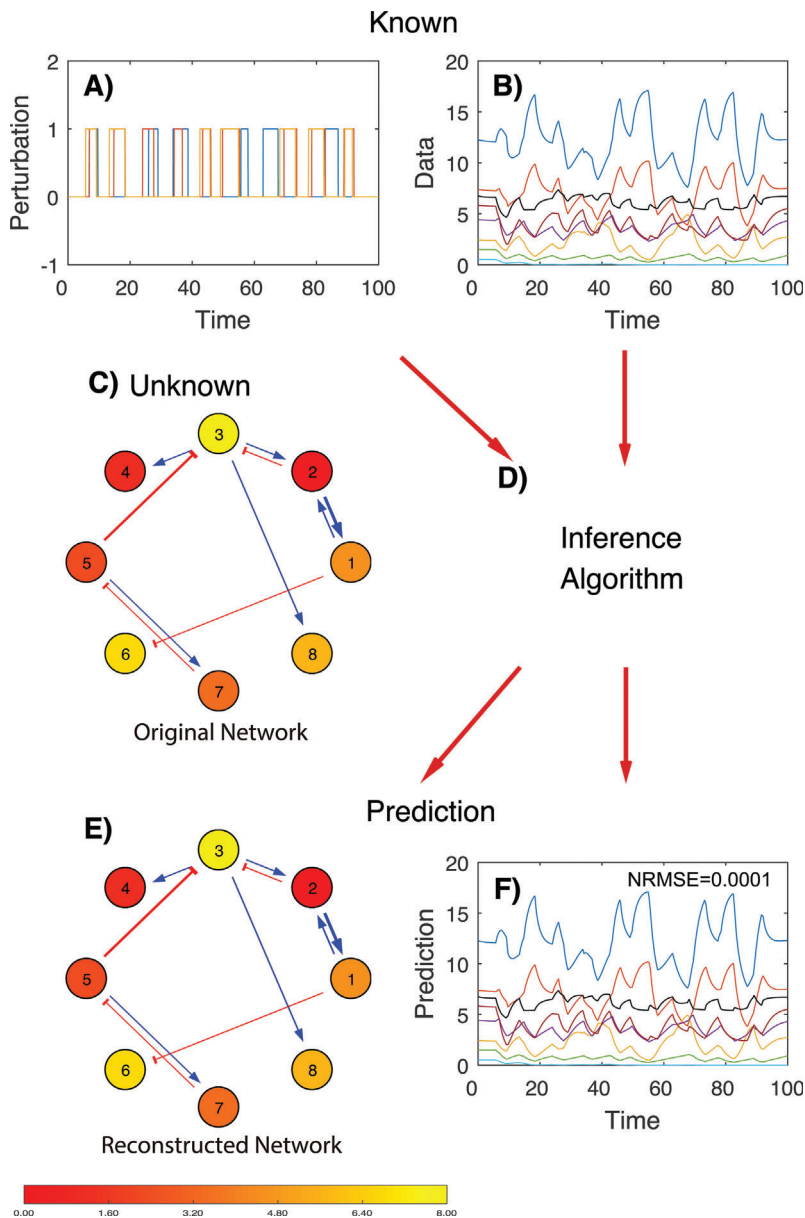 Known
A)
2
1
0
-1
Perturbation
0 20 40 60 80 100
Time
B)
20
15
10
5
0
Data
0 20 40 60 80 100
Time
C) Unknown
3
4
2
5
1
6
8
7
Original Network
D)
Inference
Algorithm
Prediction
E)
3
4
2
5
1
6
8
7
Reconstructed Network
F)
NRMSE=0.0001
20
15
10
5
0
Prediction
0 20 40 60 80 100
Time
0.00 1.60 3.20 4.80 6.40 8.00